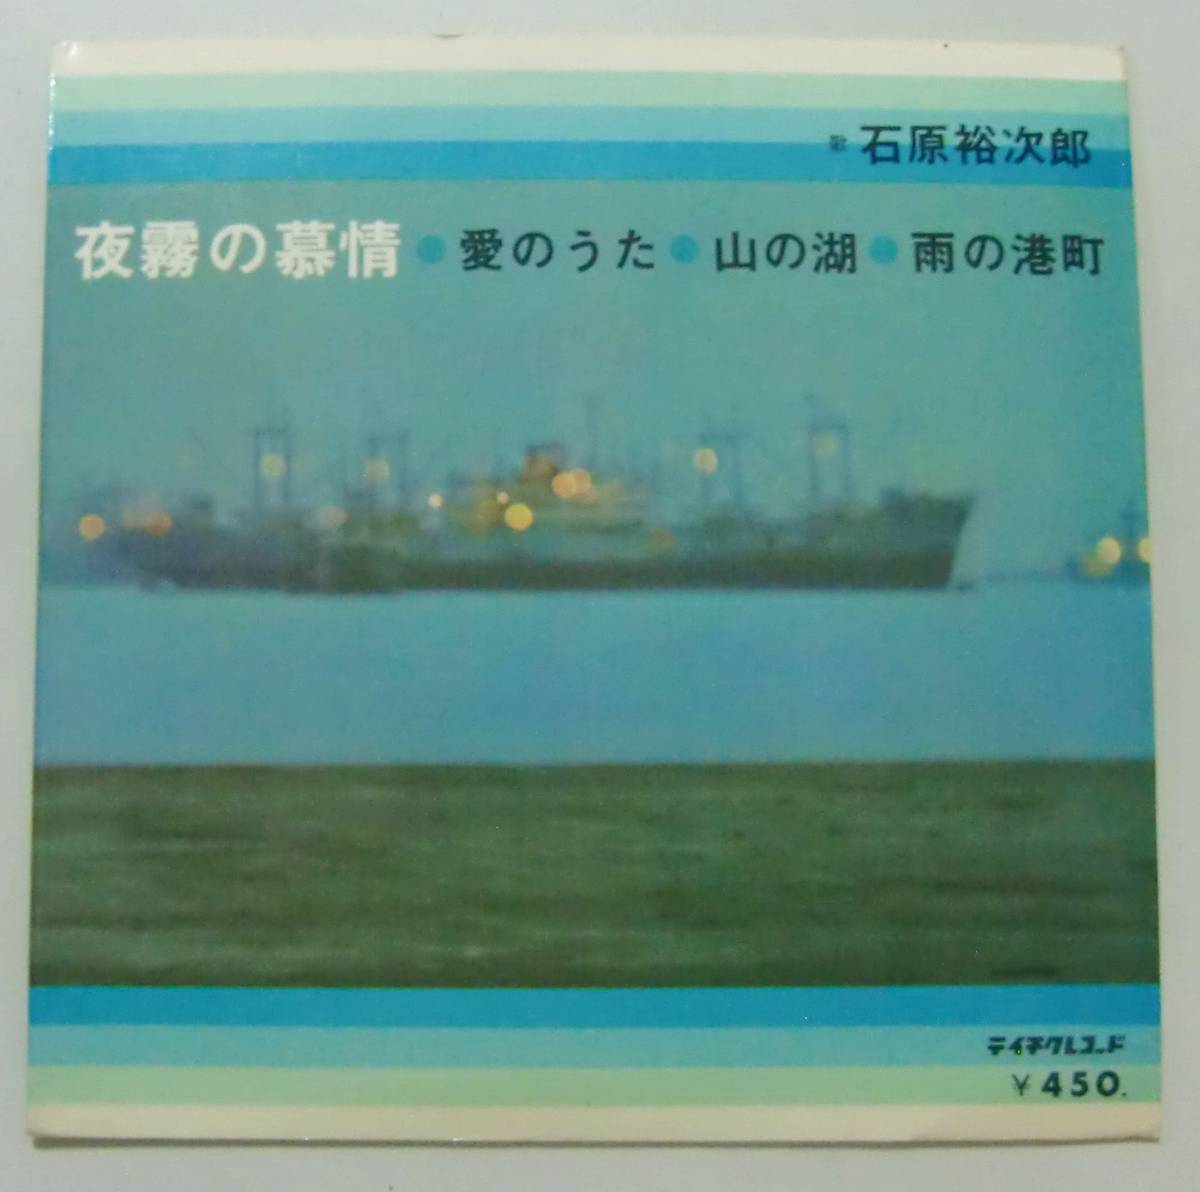 歌 石原裕次郎
夜霧の慕情●愛のうた●山の湖●雨の港町
テイチクレコード
¥450.